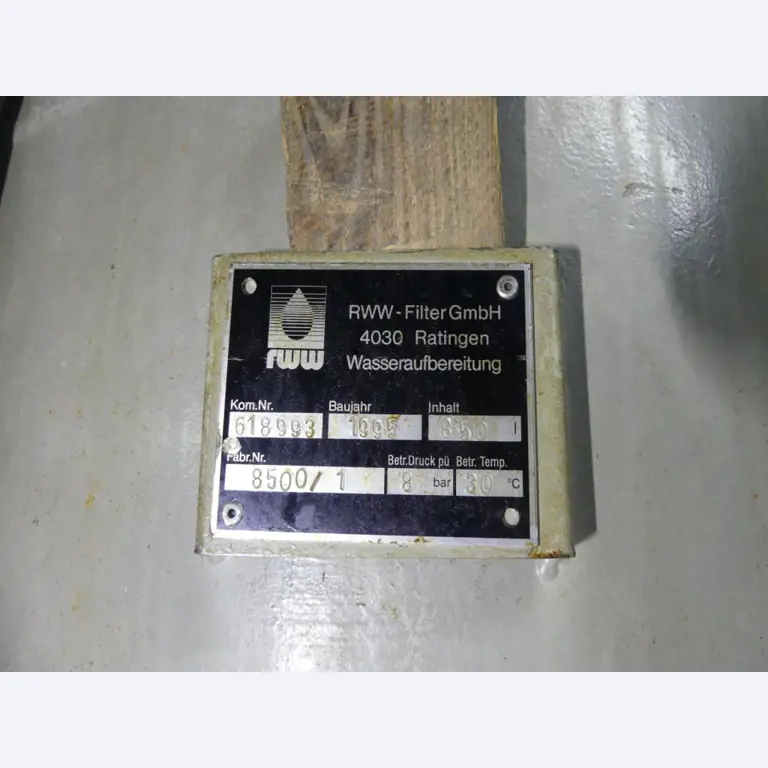 rww
RWW-Filter GmbH
4030 Ratingen
Wasseraufbereitung
Kom.Nr. Baujahr Inhalt
618993 1995 l
Fabr.Nr. Betr.Druck pü Betr. Temp.
8500/1 8 bar 30 °C